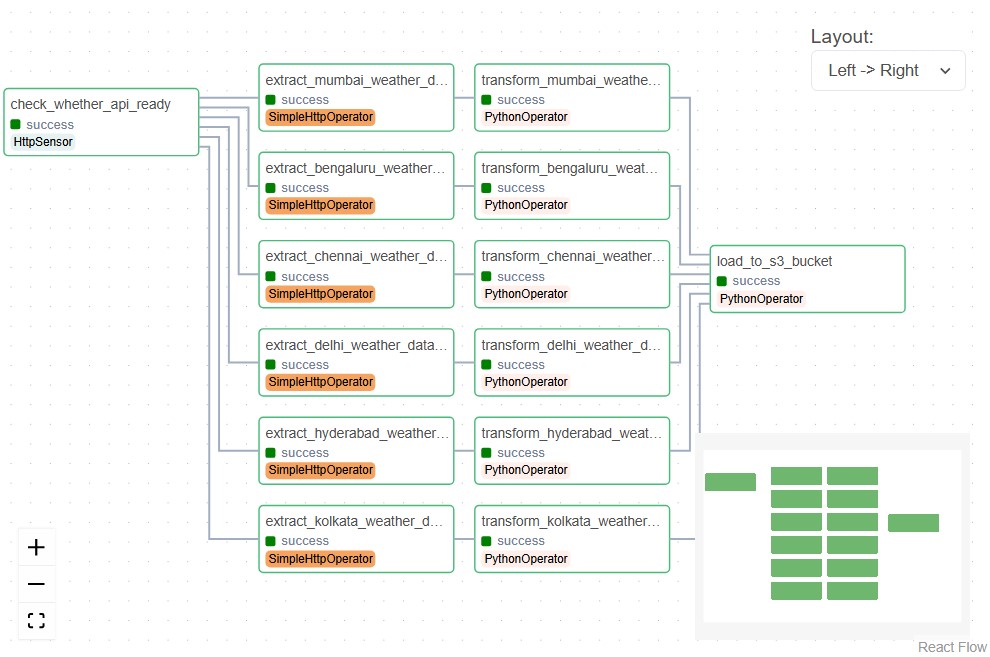 Layout:
Left -> Right
check_whether_api_ready
success
HttpSensor
extract_mumbai_weather_d...
success
SimpleHttpOperator
transform_mumbai_weathe...
success
PythonOperator
extract_bengaluru_weather...
success
SimpleHttpOperator
transform_bengaluru_weat...
success
PythonOperator
extract_chennai_weather_d...
success
SimpleHttpOperator
transform_chennai_weather...
success
PythonOperator
extract_delhi_weather_data...
success
SimpleHttpOperator
transform_delhi_weather_d...
success
PythonOperator
extract_hyderabad_weather...
success
SimpleHttpOperator
transform_hyderabad_weat...
success
PythonOperator
extract_kolkata_weather_d...
success
SimpleHttpOperator
transform_kolkata_weather...
success
PythonOperator
load_to_s3_bucket
success
PythonOperator
React Flow